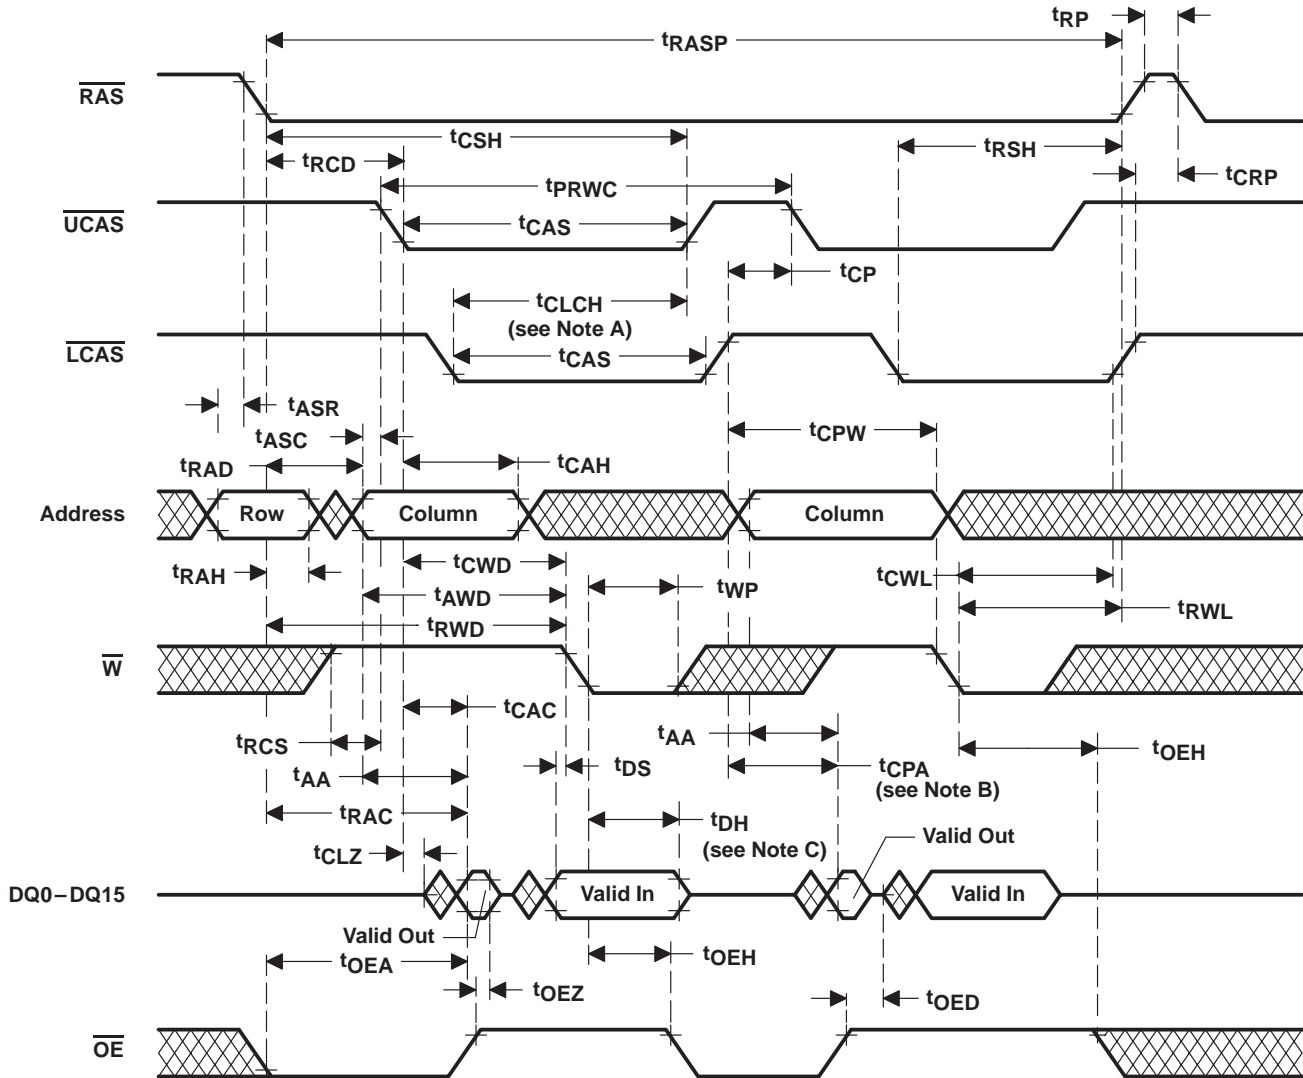 tRP
tRASP
RAS
tCSH
tRCD
tRSH
tCRP
tPRWC
UCAS
tCAS
tCP
tCLCH
(see Note A)
LCAS
tCAS
tASR
tASC
tCPW
tRAD
tCAH
Address
Row
Column
Column
tCWD
tRAH
tWP
tCWL
tAWD
tRWL
tRWD
W
tCAC
tRCS
tAA
tOEH
tAA
tDS
tCPA
(see Note B)
tRAC
tDH
(see Note C)
Valid Out
tCLZ
DQ0–DQ15
Valid In
Valid In
Valid Out
tOEA
tOEH
tOEZ
tOED
OE